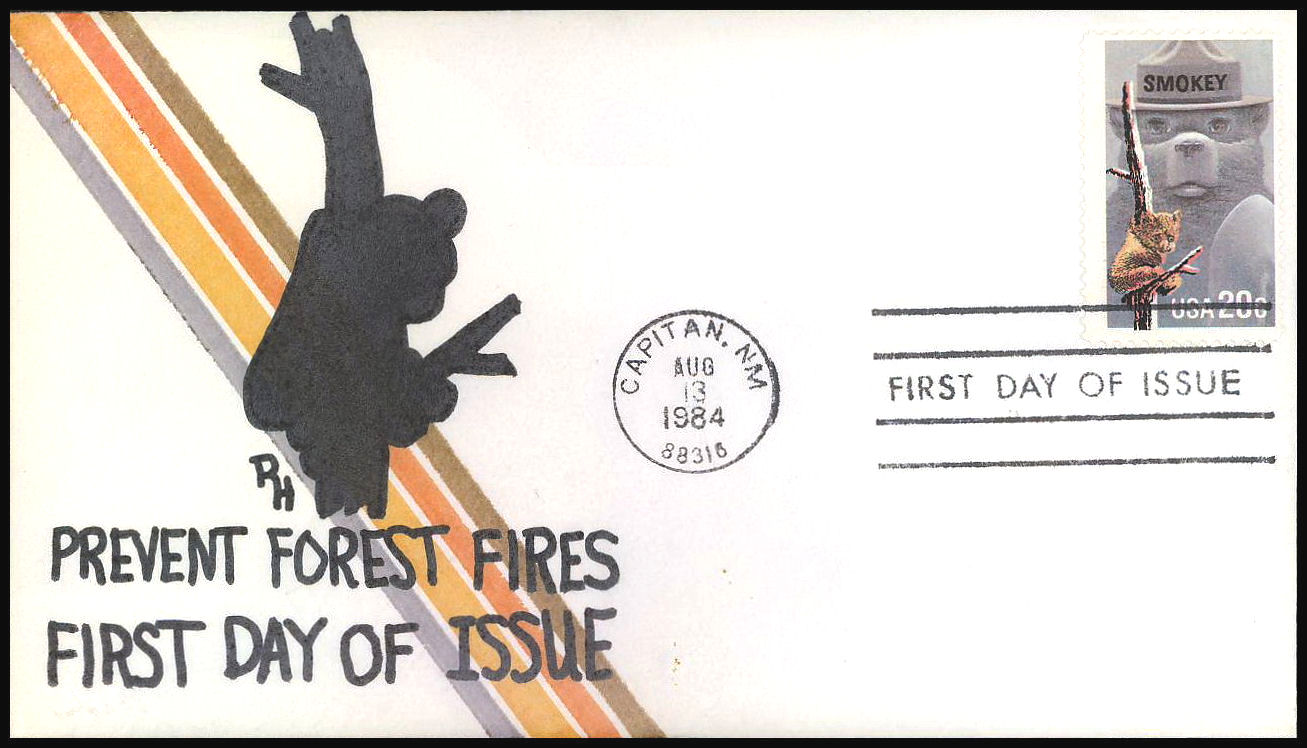 SMOKEY
USA 20c
CAPITAN, NM
AUG
13
1984
88316
FIRST DAY OF ISSUE
RH
PREVENT FOREST FIRES
FIRST DAY OF ISSUE